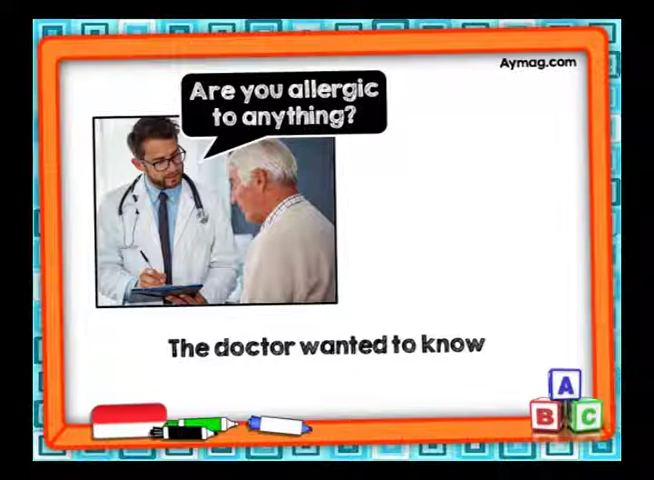 Aymag.com
Are you allergic
to anything?
The doctor wanted to know
A
B C